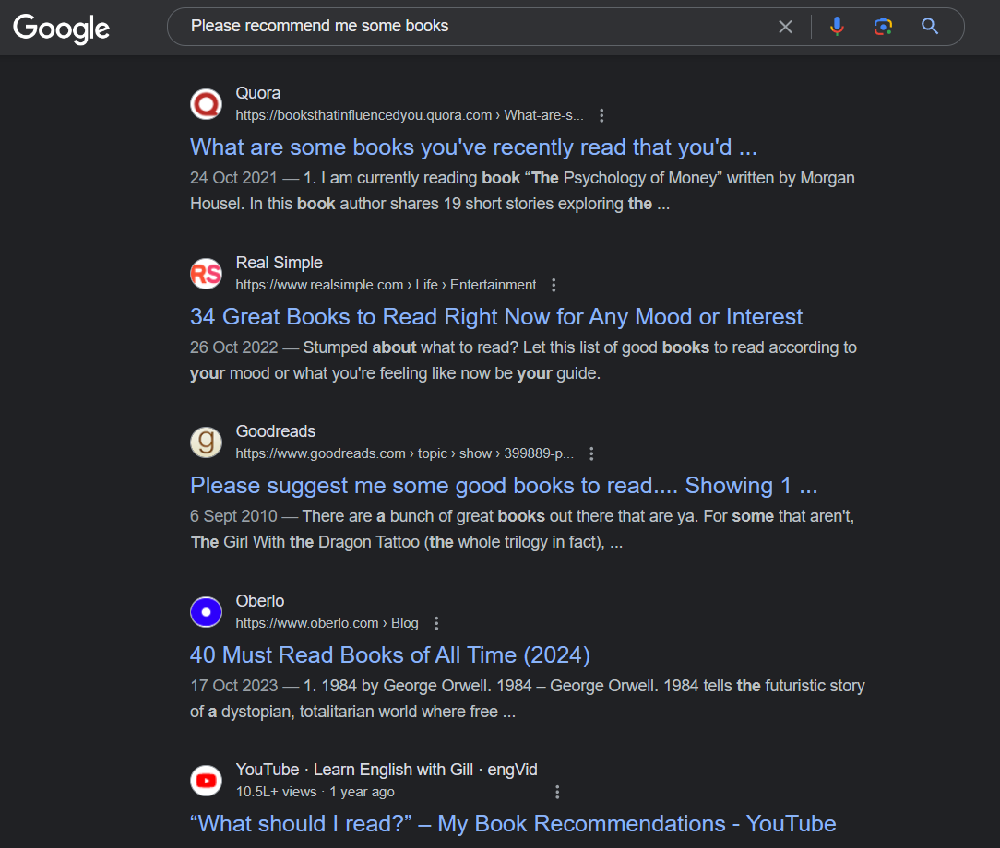 Google
Please recommend me some books
Quora
https://booksthatinfluencedyou.quora.com › What-are-s...
What are some books you've recently read that you'd ...
24 Oct 2021 — 1. I am currently reading book “The Psychology of Money” written by Morgan
Housel. In this book author shares 19 short stories exploring the ...
RS
Real Simple
https://www.realsimple.com › Life › Entertainment
34 Great Books to Read Right Now for Any Mood or Interest
26 Oct 2022 — Stumped about what to read? Let this list of good books to read according to
your mood or what you're feeling like now be your guide.
g
Goodreads
https://www.goodreads.com › topic › show › 399889-p...
Please suggest me some good books to read.... Showing 1 ...
6 Sept 2010 — There are a bunch of great books out there that are ya. For some that aren't,
The Girl With the Dragon Tattoo (the whole trilogy in fact), ...
Oberlo
https://www.oberlo.com › Blog
40 Must Read Books of All Time (2024)
17 Oct 2023 — 1. 1984 by George Orwell. 1984 – George Orwell. 1984 tells the futuristic story
of a dystopian, totalitarian world where free ...
YouTube · Learn English with Gill · engVid
10.5L+ views · 1 year ago
“What should I read?” – My Book Recommendations - YouTube